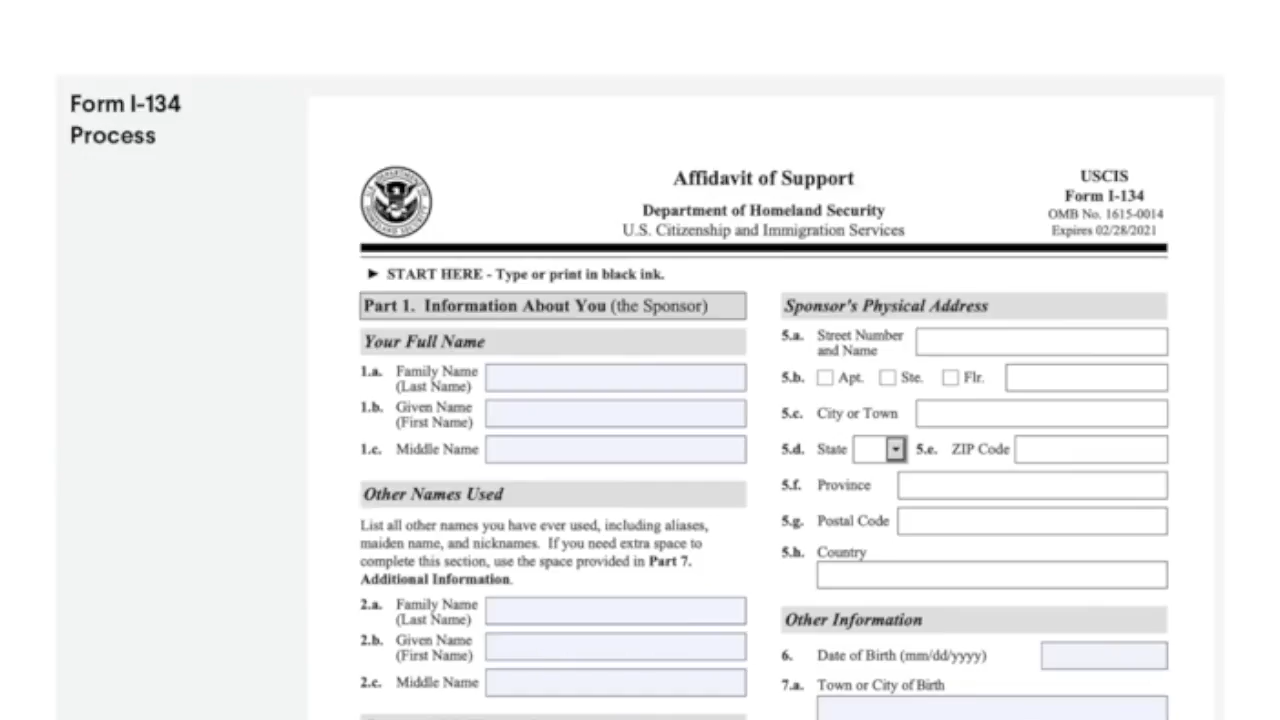 Form I-134
Process
Affidavit of Support
Department of Homeland Security
U.S. Citizenship and Immigration Services
USCIS
Form I-134
OMB No. 1615-0014
Expires 02/28/2021
► START HERE - Type or print in black ink.
Part 1. Information About You (the Sponsor)
Your Full Name
1.a. Family Name
(Last Name)
1.b. Given Name
(First Name)
1.c. Middle Name
Other Names Used
List all other names you have ever used, including aliases,
maiden name, and nicknames. If you need extra space to
complete this section, use the space provided in Part 7.
Additional Information.
2.a. Family Name
(Last Name)
2.b. Given Name
(First Name)
2.c. Middle Name
Sponsor's Physical Address
5.a. Street Number
and Name
5.b. Apt. Ste. Flr.
5.c. City or Town
5.d. State 5.e. ZIP Code
5.f. Province
5.g. Postal Code
5.h. Country
Other Information
6. Date of Birth (mm/dd/yyyy)
7.a. Town or City of Birth